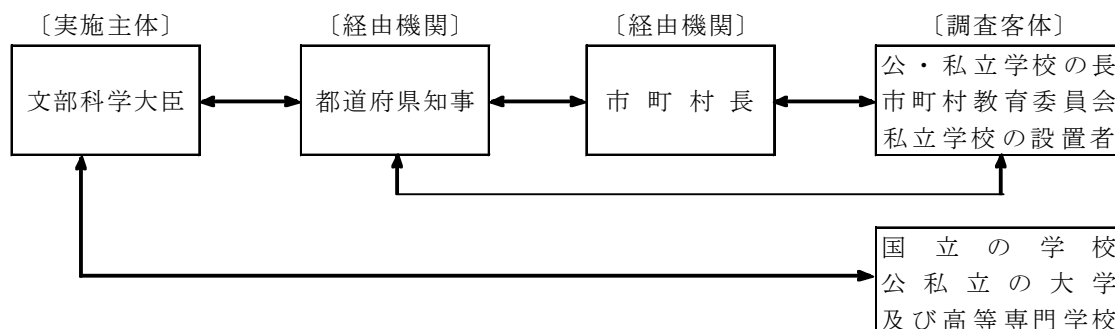 〔実施主体〕
〔経由機関〕
〔経由機関〕
〔調査客体〕
文部科学大臣
都道府県知事
市町村長
公・私立学校の長
市町村教育委員会
私立学校の設置者
国立の学校
公私立の大学
及び高等専門学校